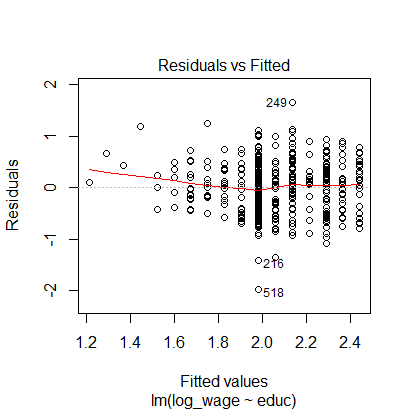 Residuals vs Fitted
Residuals
2
1
0
-1
-2
249
216
518
1.2 1.4 1.6 1.8 2.0 2.2 2.4
Fitted values
lm(log_wage ~ educ)